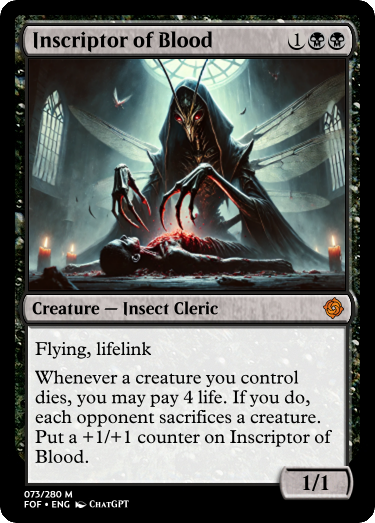 Inscriptor of Blood 1
Creature — Insect Cleric
Flying, lifelink
Whenever a creature you control
dies, you may pay 4 life. If you do,
each opponent sacrifices a creature.
Put a +1/+1 counter on Inscriptor of
Blood.
1/1
073/280 M
FOF • ENG ChatGPT